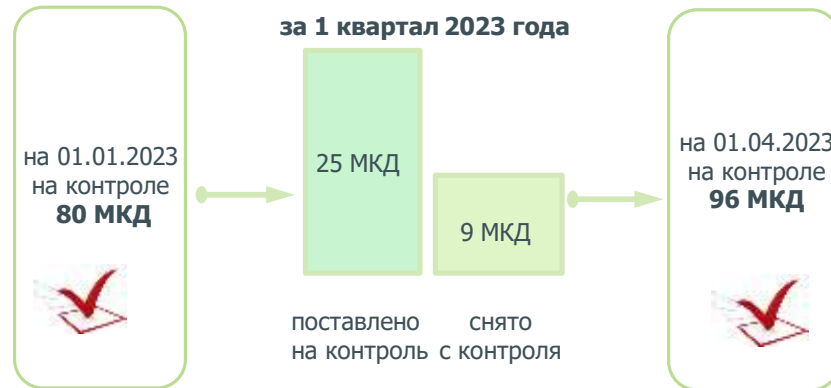 за 1 квартал 2023 года
на 01.01.2023
на контроле
80 МКД
25 МКД
9 МКД
поставлено
на контроль
снято
с контроля
на 01.04.2023
на контроле
96 МКД